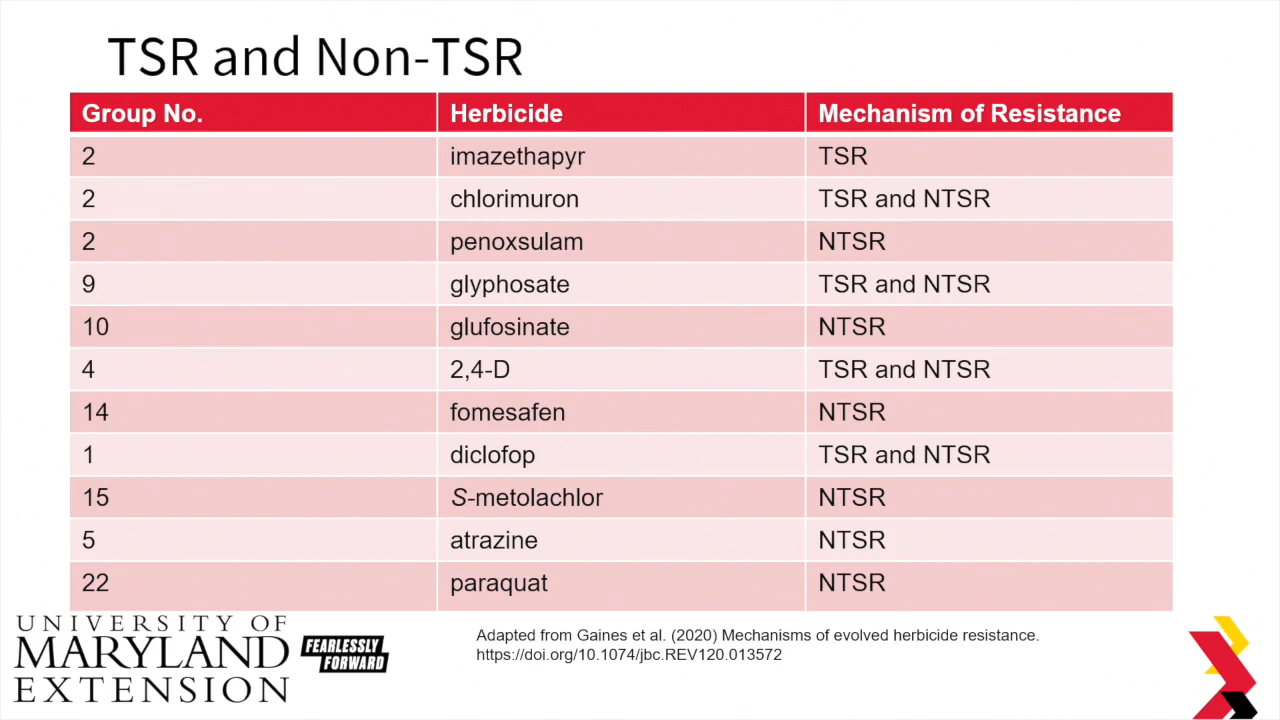 TSR and Non-TSR
Group No. Herbicide Mechanism of Resistance
2 imazethapyr TSR
2 chlorimuron TSR and NTSR
2 penoxsulam NTSR
9 glyphosate TSR and NTSR
10 glufosinate NTSR
4 2,4-D TSR and NTSR
14 fomesafen NTSR
1 diclofop TSR and NTSR
15 S-metolachlor NTSR
5 atrazine NTSR
22 paraquat NTSR
UNIVERSITY OF
MARYLAND
EXTENSION
FEARLESSLY
FORWARD
Adapted from Gaines et al. (2020) Mechanisms of evolved herbicide resistance.
https://doi.org/10.1074/jbc.REV120.013572